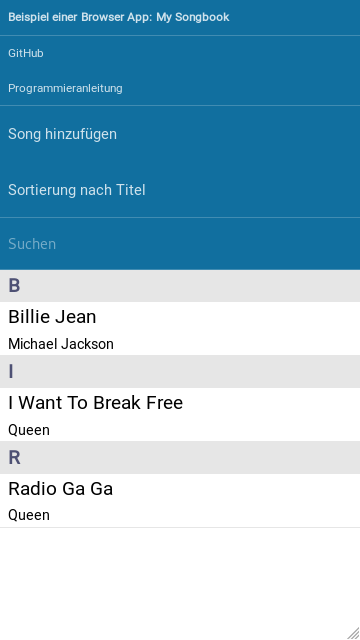 Beispiel einer Browser App: My Songbook
GitHub
Programmieranleitung
Song hinzufügen
Sortierung nach Titel
Suchen
B
Billie Jean
Michael Jackson
I
I Want To Break Free
Queen
R
Radio Ga Ga
Queen